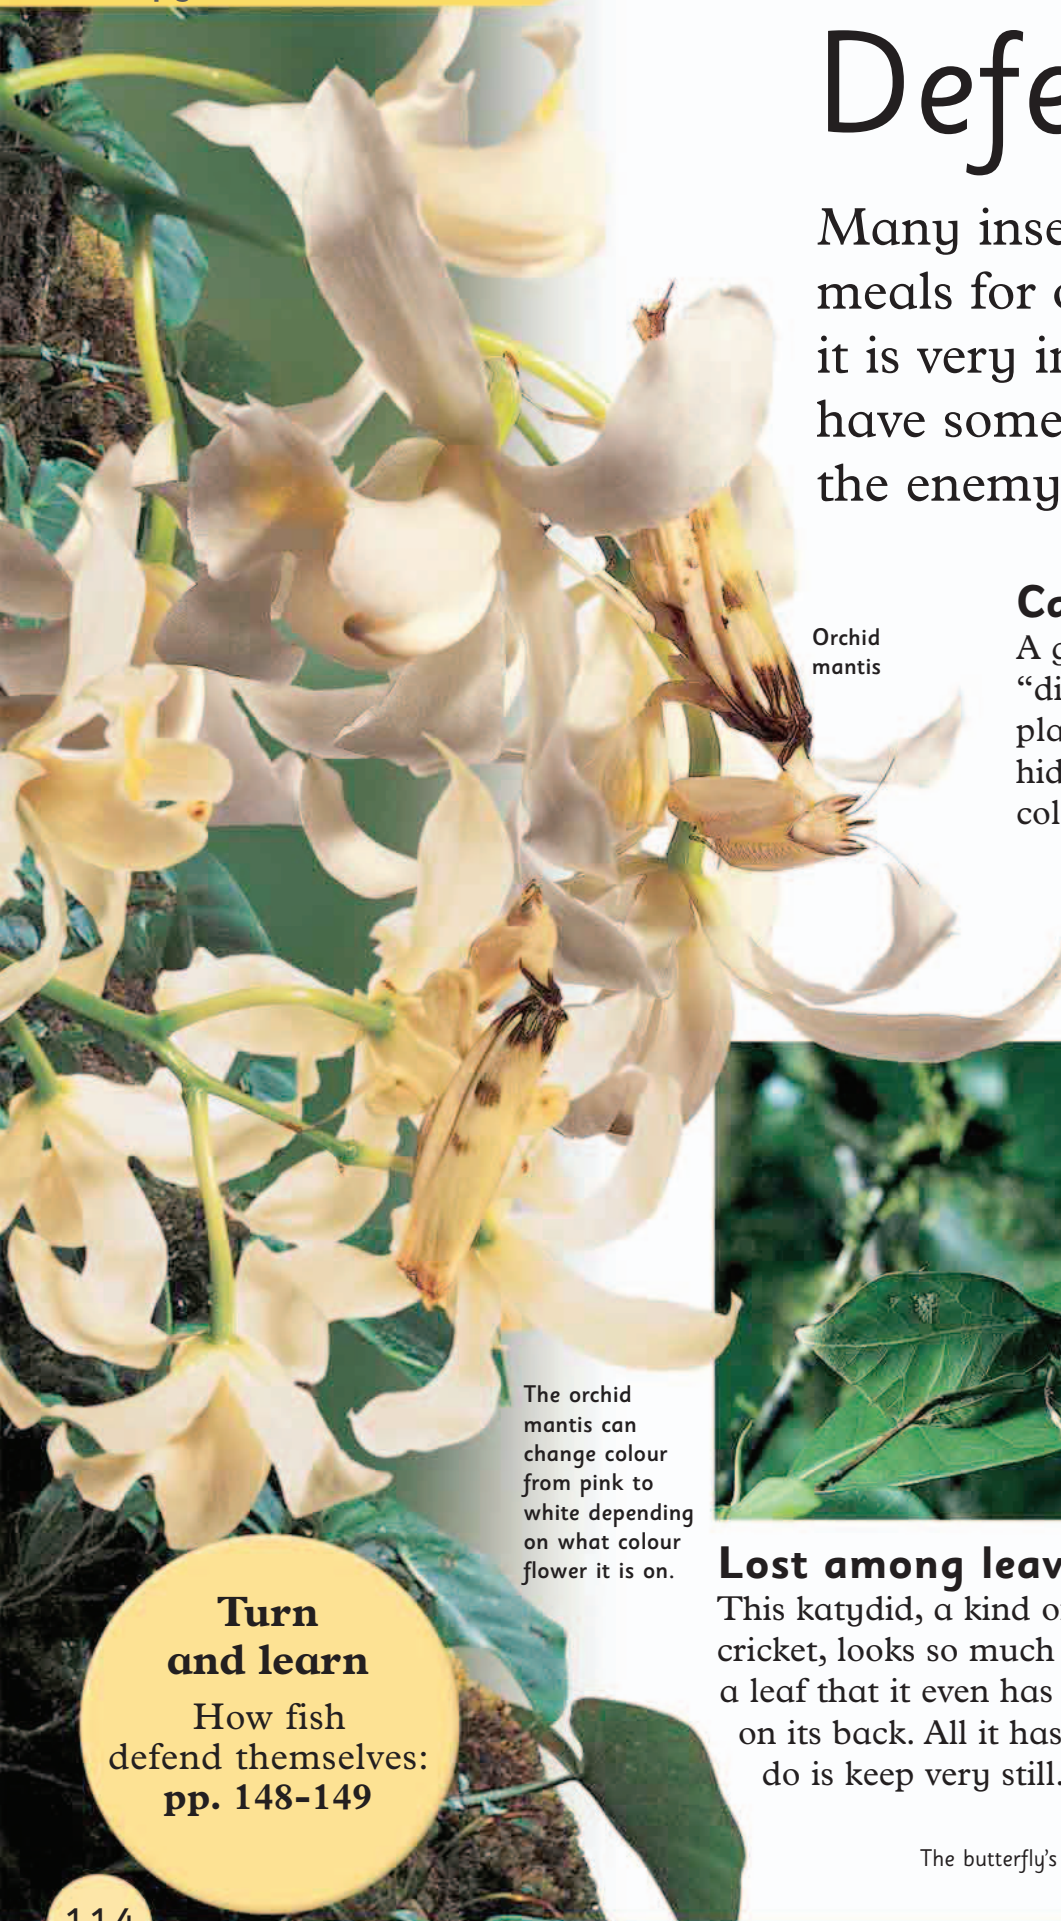 Defe
Many inse
meals for
it is very
have some
the enemy
Orchid
mantis
A
“di
pla
hid
col
The orchid
mantis can
change colour
from pink to
white depending
on what colour
flower it is on.
Lost among leav
This katydid, a kind
cricket, looks so much
a leaf that it even has
on its back. All it has
do is keep very still.
Turn
and learn
How fish
defend themselves:
pp. 148-149
The butterfly’s
114